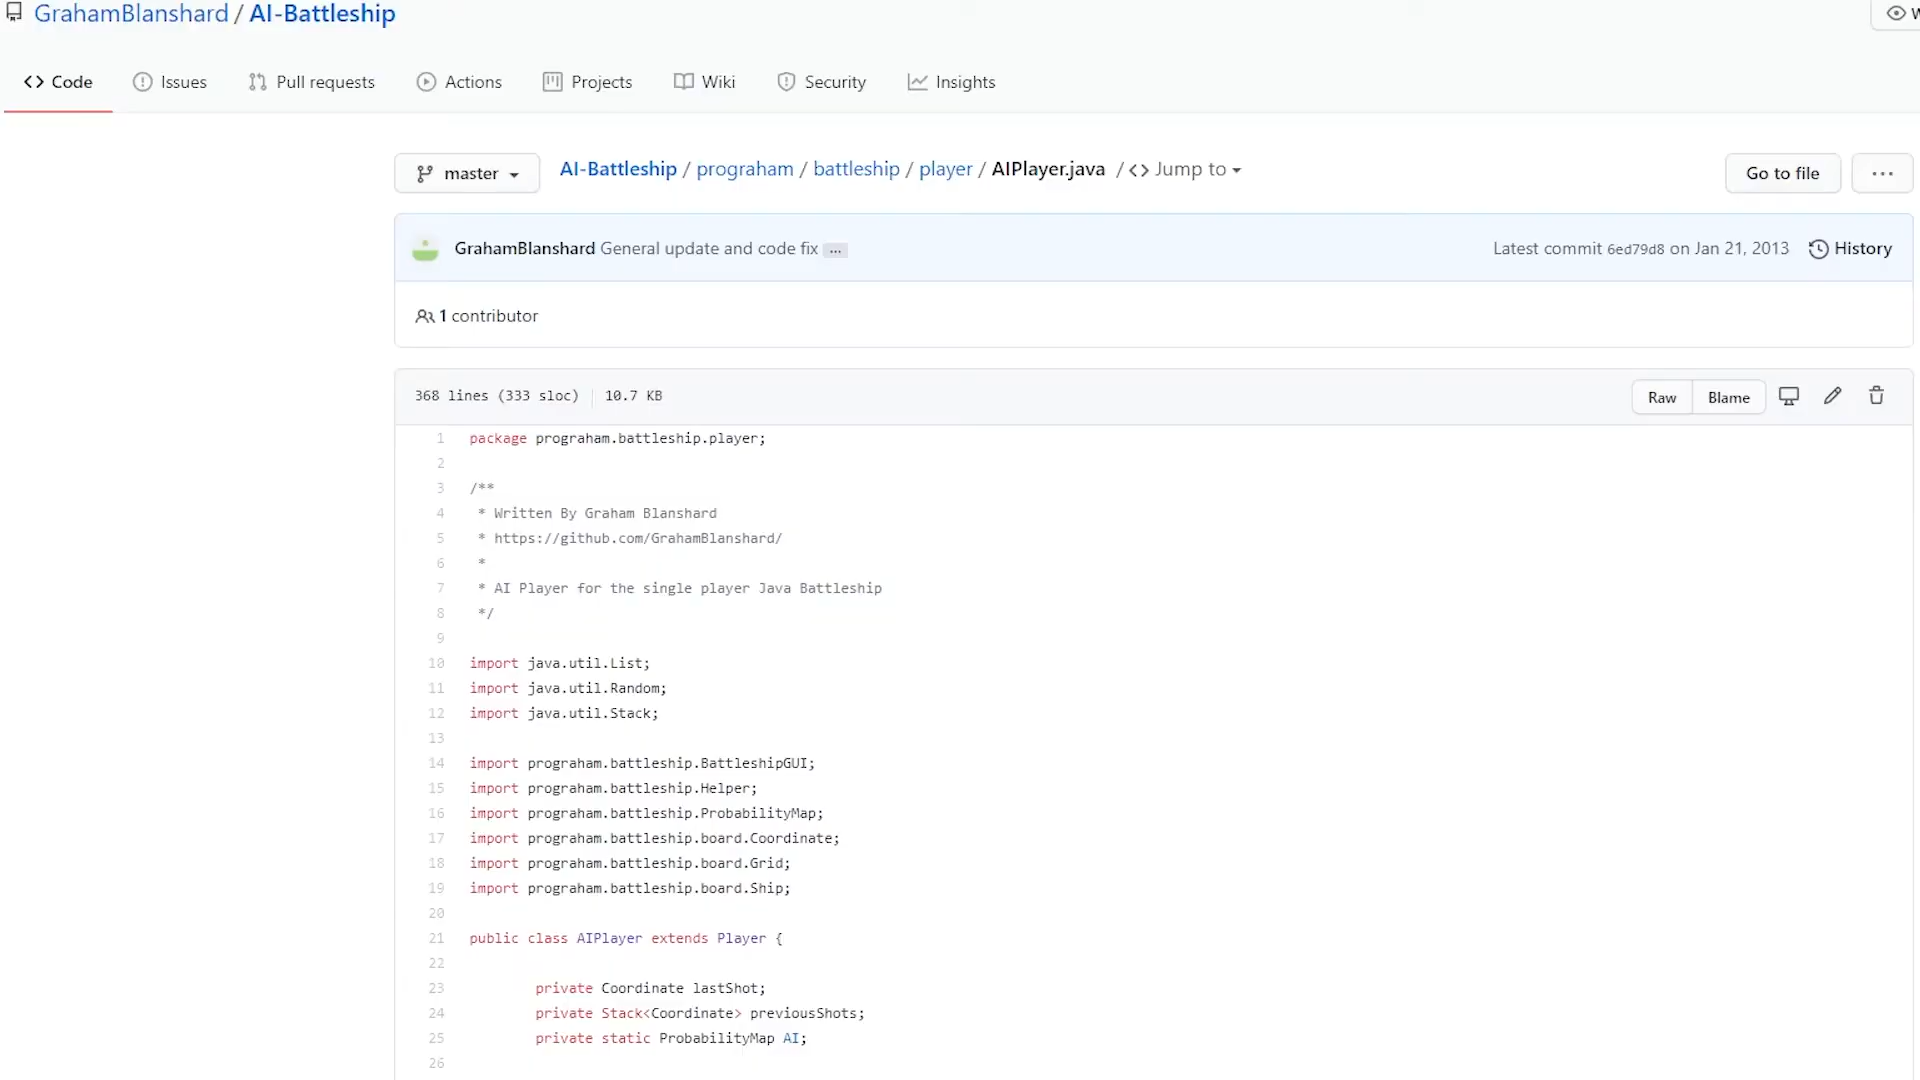 GrahamBlanshard / AI-Battleship
Code Issues Pull requests Actions Projects Wiki Security Insights
master AI-Battleship / prograham / battleship / player / AIPlayer.java / <> Jump to Go to file ...
GrahamBlanshard General update and code fix ... Latest commit 6ed79d8 on Jan 21, 2013 History
1 contributor
368 lines (333 sloc) 10.7 KB Raw Blame
1 package prograham.battleship.player;
2
3 /**
4 * Written By Graham Blanshard
5 * https://github.com/GrahamBlanshard/
6 *
7 * AI Player for the single player Java Battleship
8 */
9
10 import java.util.List;
11 import java.util.Random;
12 import java.util.Stack;
13
14 import prograham.battleship.BattleshipGUI;
15 import prograham.battleship.Helper;
16 import prograham.battleship.ProbabilityMap;
17 import prograham.battleship.board.Coordinate;
18 import prograham.battleship.board.Grid;
19 import prograham.battleship.board.Ship;
20
21 public class AIPlayer extends Player {
22
23 private Coordinate lastShot;
24 private Stack<Coordinate> previousShots;
25 private static ProbabilityMap AI;
26